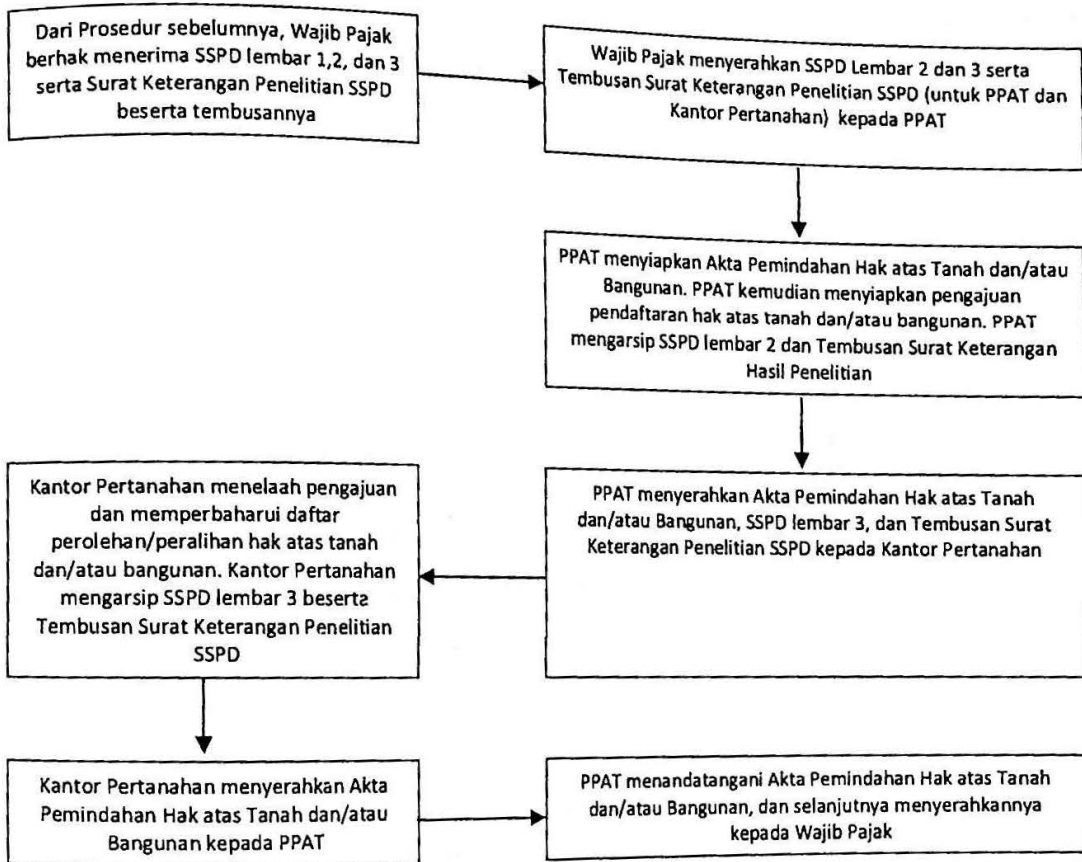 Dari Prosedur sebelumnya, Wajib Pajak
berhak menerima SSPD lembar 1,2, dan 3
serta Surat Keterangan Penelitian SSPD
beserta tembusannya
Wajib Pajak menyerahkan SSPD Lembar 2 dan 3 serta
Tembusan Surat Keterangan Penelitian SSPD (untuk PPAT dan
Kantor Pertanahan) kepada PPAT
PPAT menyiapkan Akta Pemindahan Hak atas Tanah dan/atau
Bangunan. PPAT kemudian menyiapkan pengajuan
pendaftaran hak atas tanah dan/atau bangunan. PPAT
mengarsip SSPD lembar 2 dan Tembusan Surat Keterangan
Hasil Penelitian
PPAT menyerahkan Akta Pemindahan Hak atas Tanah
dan/atau Bangunan, SSPD lembar 3, dan Tembusan Surat
Keterangan Penelitian SSPD kepada Kantor Pertanahan
Kantor Pertanahan menelaah pengajuan
dan memperbaharui daftar
perolehan/peralihan hak atas tanah
dan/atau bangunan. Kantor Pertanahan
mengarsip SSPD lembar 3 beserta
Tembusan Surat Keterangan Penelitian
SSPD
Kantor Pertanahan menyerahkan Akta
Pemindahan Hak atas Tanah dan/atau
Bangunan kepada PPAT
PPAT menandatangani Akta Pemindahan Hak atas Tanah
dan/atau Bangunan, dan selanjutnya menyerahkannya
kepada Wajib Pajak